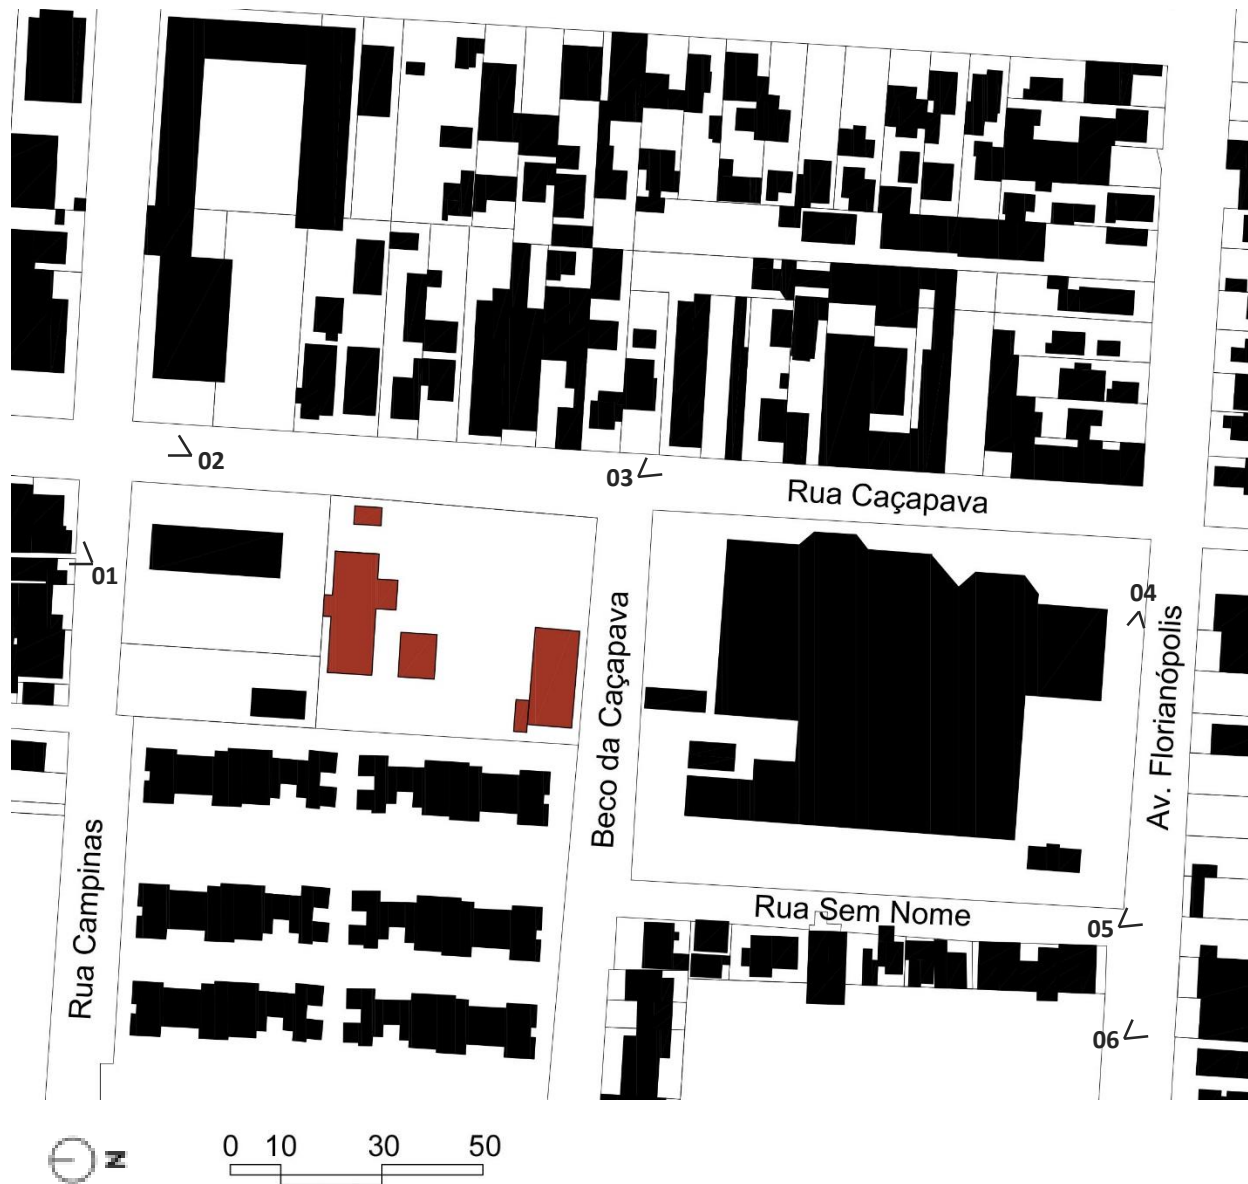 02
03
Rua Caçapava
01
04
Beco da Caçapava
Av. Florianópolis
Rua Campinas
Rua Sem Nome
05
06
N
0 10 30 50